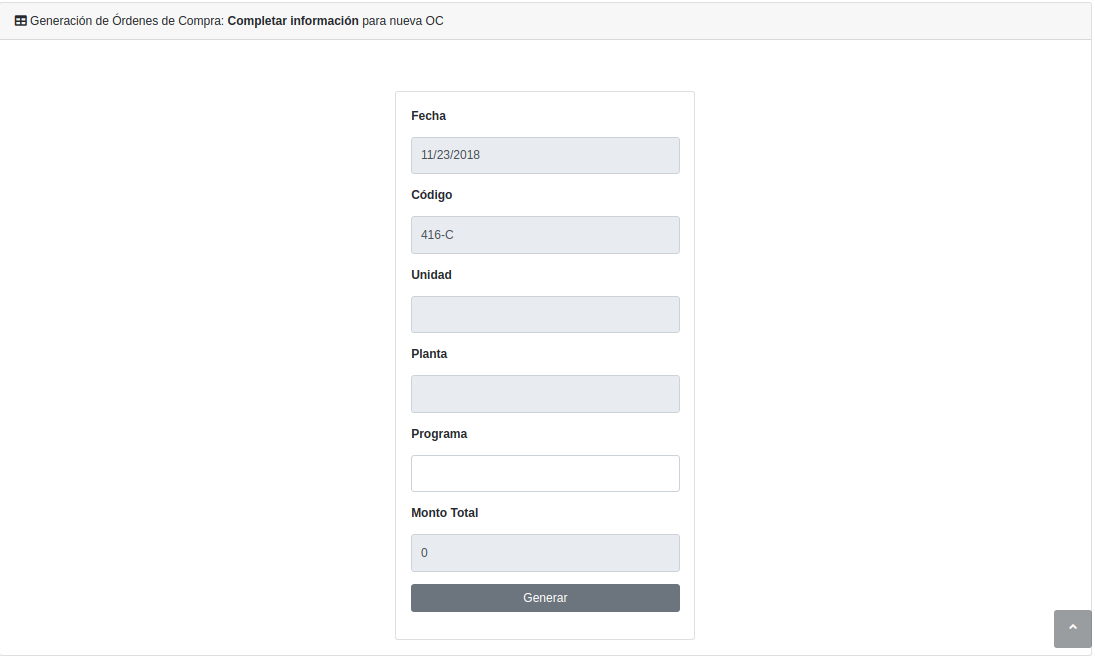 Generación de Órdenes de Compra: Completar información para nueva OC
Fecha
11/23/2018
Código
416-C
Unidad
Planta
Programa
Monto Total
0
Generar